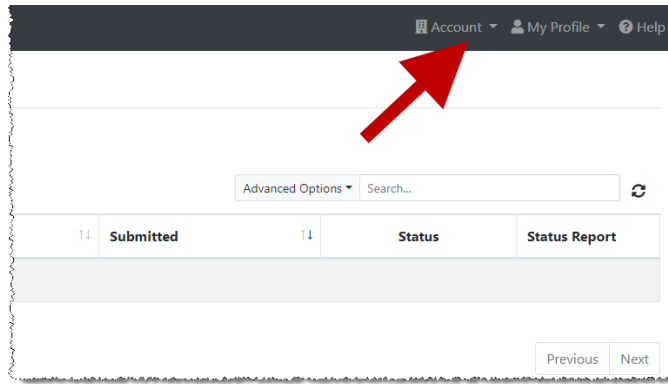 Account My Profile Help
Advanced Options Search...
Submitted Status Status Report
Previous Next